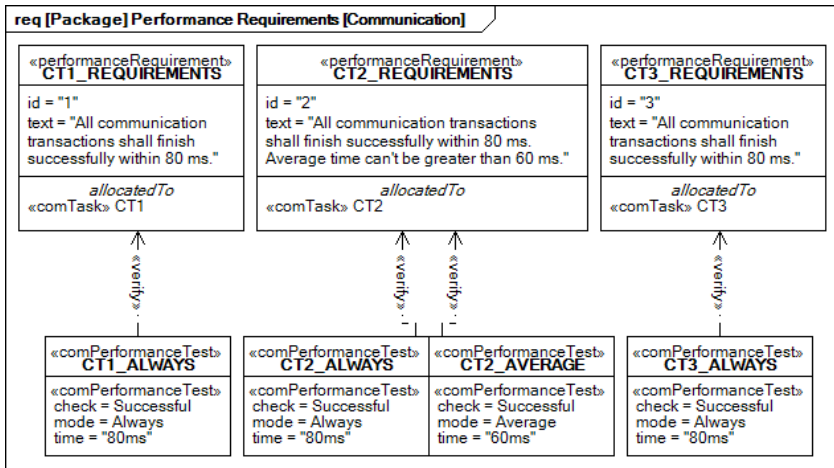 req [Package] Performance Requirements [Communication]
«performanceRequirement»
CT1_REQUIREMENTS
id = "1"
text = "All communication
transactions shall finish
successfully within 80 ms."
allocatedTo
«comTask» CT1
«performanceRequirement»
CT2_REQUIREMENTS
id = "2"
text = "All communication transactions
shall finish successfully within 80 ms.
Average time can't be greater than 60 ms."
allocatedTo
«comTask» CT2
«performanceRequirement»
CT3_REQUIREMENTS
id = "3"
text = "All communication
transactions shall finish
successfully within 80 ms."
allocatedTo
«comTask» CT3
«verify»
«verify»
«verify»
«verify»
«comPerformanceTest»
CT1_ALWAYS
«comPerformanceTest»
check = Successful
mode = Always
time = "80ms"
«comPerformanceTest»
CT2_ALWAYS
«comPerformanceTest»
check = Successful
mode = Always
time = "80ms"
«comPerformanceTest»
CT2_AVERAGE
«comPerformanceTest»
check = Successful
mode = Average
time = "60ms"
«comPerformanceTest»
CT3_ALWAYS
«comPerformanceTest»
check = Successful
mode = Always
time = "80ms"